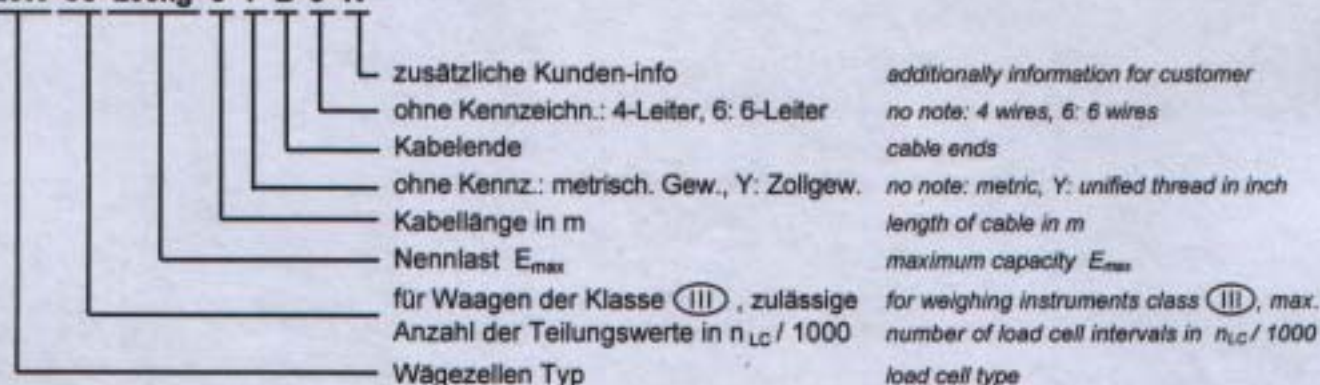 zusätzliche Kunden-info additionally information for customer
ohne Kennzeichn.: 4-Leiter, 6: 6-Leiter no note: 4 wires, 6: 6 wires
Kabelende cable ends
ohne Kennz.: metrisch. Gew., Y: Zollgew. no note: metric, Y: unified thread in inch
Kabellänge in m length of cable in m
Nennlast Emax maximum capacity Emax
für Waagen der Klasse III , zulässige for weighing instruments class III, max.
Anzahl der Teilungswerte in n LC / 1000 number of load cell intervals in nLC / 1000
Wägezellen Typ load cell type